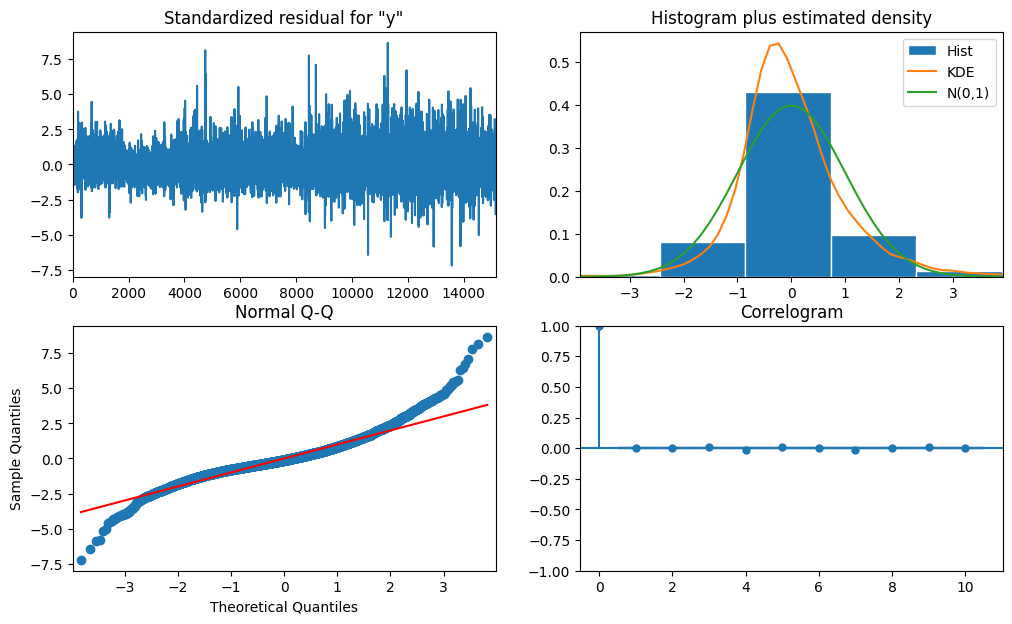 Standardized residual for "y"
7.5
5.0
2.5
0.0
−2.5
−5.0
−7.5
0 2000 4000 6000 8000 10000 12000 14000
Histogram plus estimated density
Hist
KDE
N(0,1)
0.5
0.4
0.3
0.2
0.1
0.0
−3 −2 −1 0 1 2 3
Normal Q-Q
Sample Quantiles
7.5
5.0
2.5
0.0
−2.5
−5.0
−7.5
−3 −2 −1 0 1 2 3
Theoretical Quantiles
Correlogram
1.00
0.75
0.50
0.25
0.00
−0.25
−0.50
−0.75
−1.00
0 2 4 6 8 10